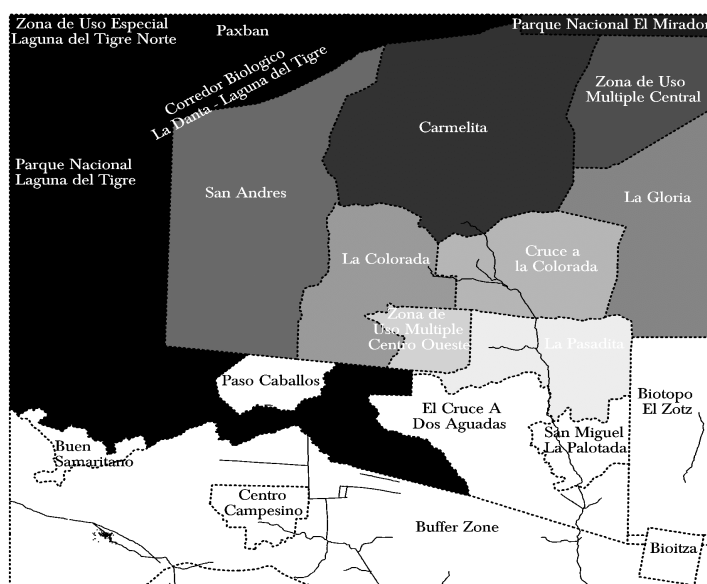 Zona de Uso Especial
Laguna del Tigre Norte
Paxban
Parque Nacional El Mirador
Corredor Biologico
La Danta - Laguna del Tigre
Zona de Uso
Multiple Central
Carmelita
Parque Nacional
Laguna del Tigre
San Andres
La Gloria
La Colorada
Cruce a
la Colorada
Zona de
Uso Multiple
Centro Oueste
La Pasadita
Paso Caballos
El Cruce A
Dos Aguadas
Biotopo
El Zotz
Buen
Samaritano
San Miguel
La Palotada
Centro
Campesino
Buffer Zone
Bioitza